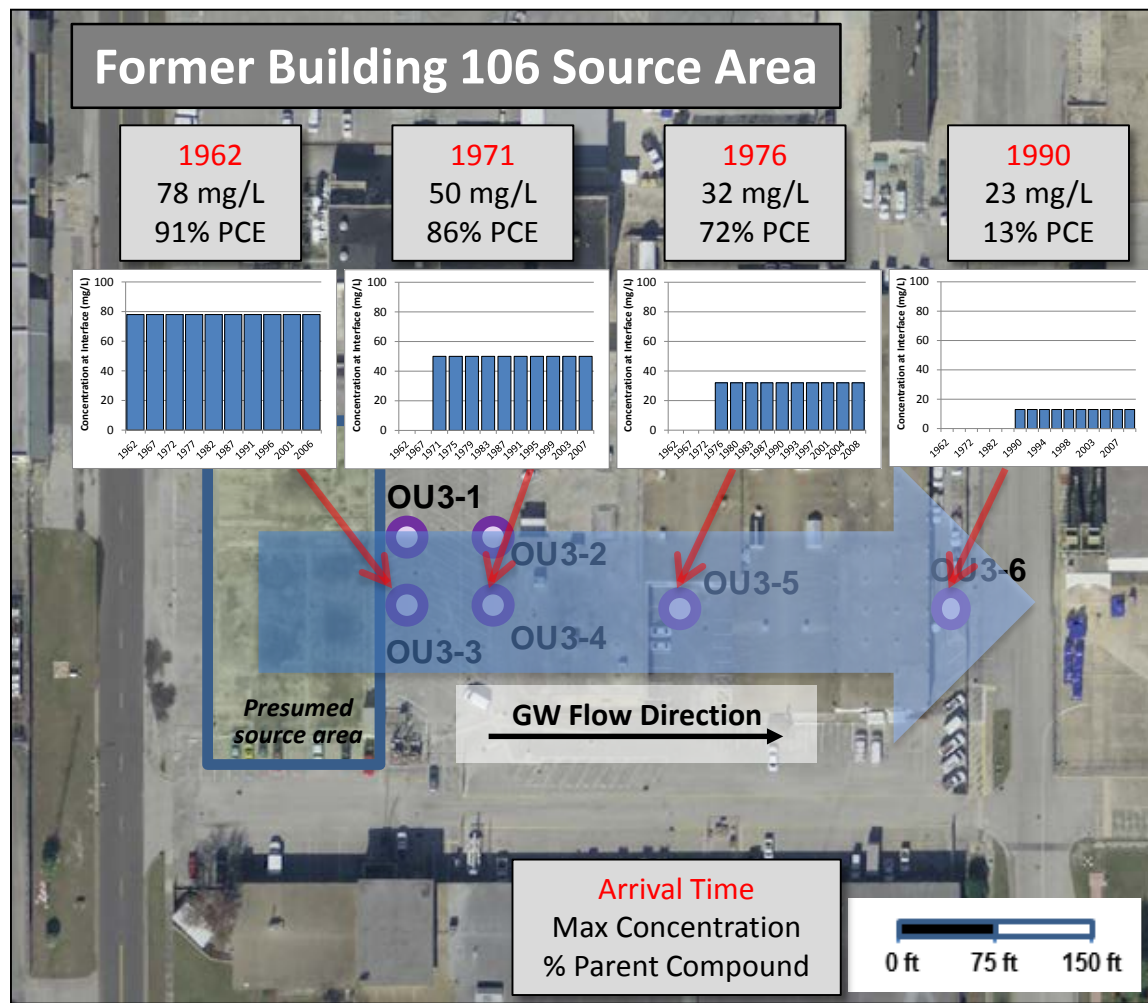 Former Building 106 Source Area
1962
78 mg/L
91% PCE
1971
50 mg/L
86% PCE
1976
32 mg/L
72% PCE
1990
23 mg/L
13% PCE
Concentration at Interface (mg/L)
100
80
60
40
20
0
1962
1967
1972
1977
1982
1987
1991
1996
2001
2006
Concentration at Interface (mg/L)
100
80
60
40
20
0
1962
1967
1971
1975
1979
1983
1987
1991
1995
1999
2003
2007
Concentration at Interface (mg/L)
100
80
60
40
20
0
1962
1967
1972
1976
1980
1983
1987
1990
1993
1997
2001
2004
2008
Concentration at Interface (mg/L)
100
80
60
40
20
0
1962
1972
1982
1990
1994
1998
2003
2007
OU3-1
OU3-2
OU3-5
OU3-6
OU3-3
OU3-4
Presumed
source area
GW Flow Direction
Arrival Time
Max Concentration
% Parent Compound
0 ft 75 ft 150 ft